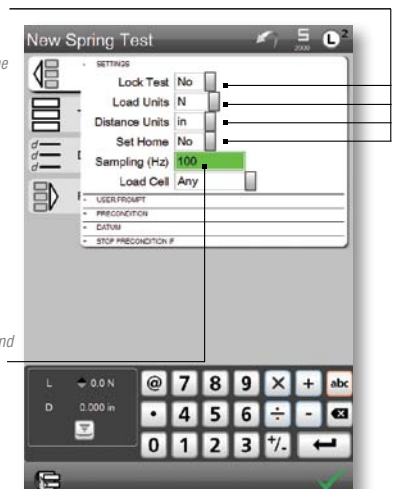 New Spring Test
5
2000
L2
SETTINGS
Lock Test No
Load Units N
Distance Units in
Set Home No
Sampling (Hz) 100
Load Cell Any
USER PROMPT
PRECONDITION
DATUM
STOP PRECONDITION IF
d
d
d
L 0.0 N
D 0.000 in
@ 7 8 9 × + abc
• 4 5 6 ÷ -
0 1 2 3 +/-